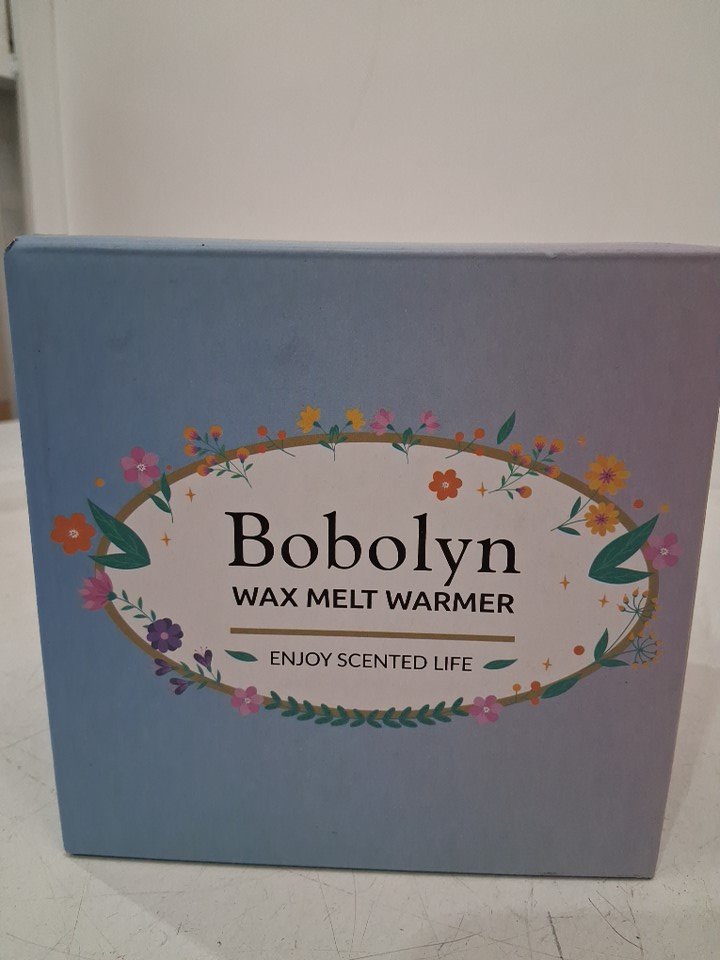 Bobolyn
WAX MELT WARMER
ENJOY SCENTED LIFE